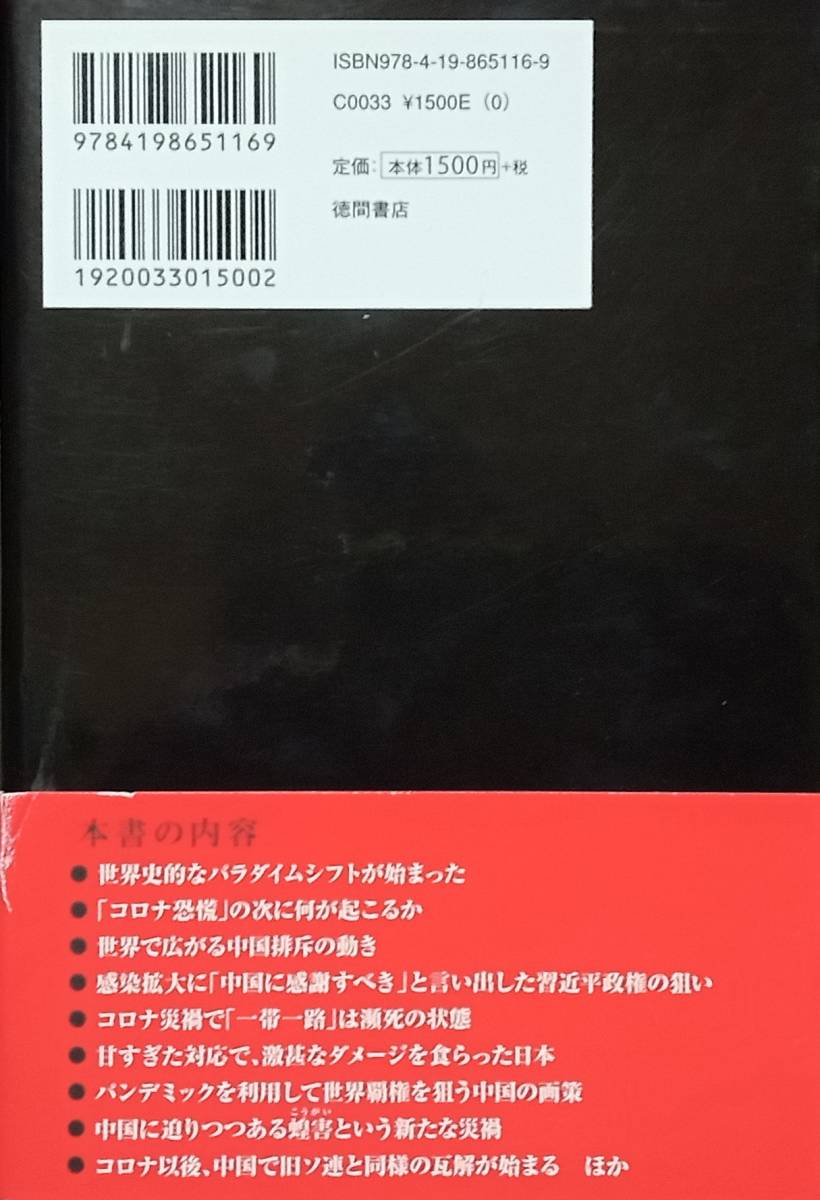 ISBN978-4-19-865116-9
C0033 ¥1500E (0)
9784198651169
定価:本体1500円+税
徳間書店
1920033015002
本書の内容
● 世界史的なパラダイムシフトが始まった
● 「コロナ恐慌」の次に何が起こるか
● 世界で広がる中国排斥の動き
● 感染拡大に「中国に感謝すべき」と言い出した習近平政権の狙い
● コロナ災禍で「一帯一路」は瀕死の状態
● 甘すぎた対応で、激甚なダメージを食らった日本
● パンデミックを利用して世界覇権を狙う中国の画策
こうがい
● 中国に迫りつつある蝗害という新たな災禍
● コロナ以後、中国で旧ソ連と同様の瓦解が始まる ほか